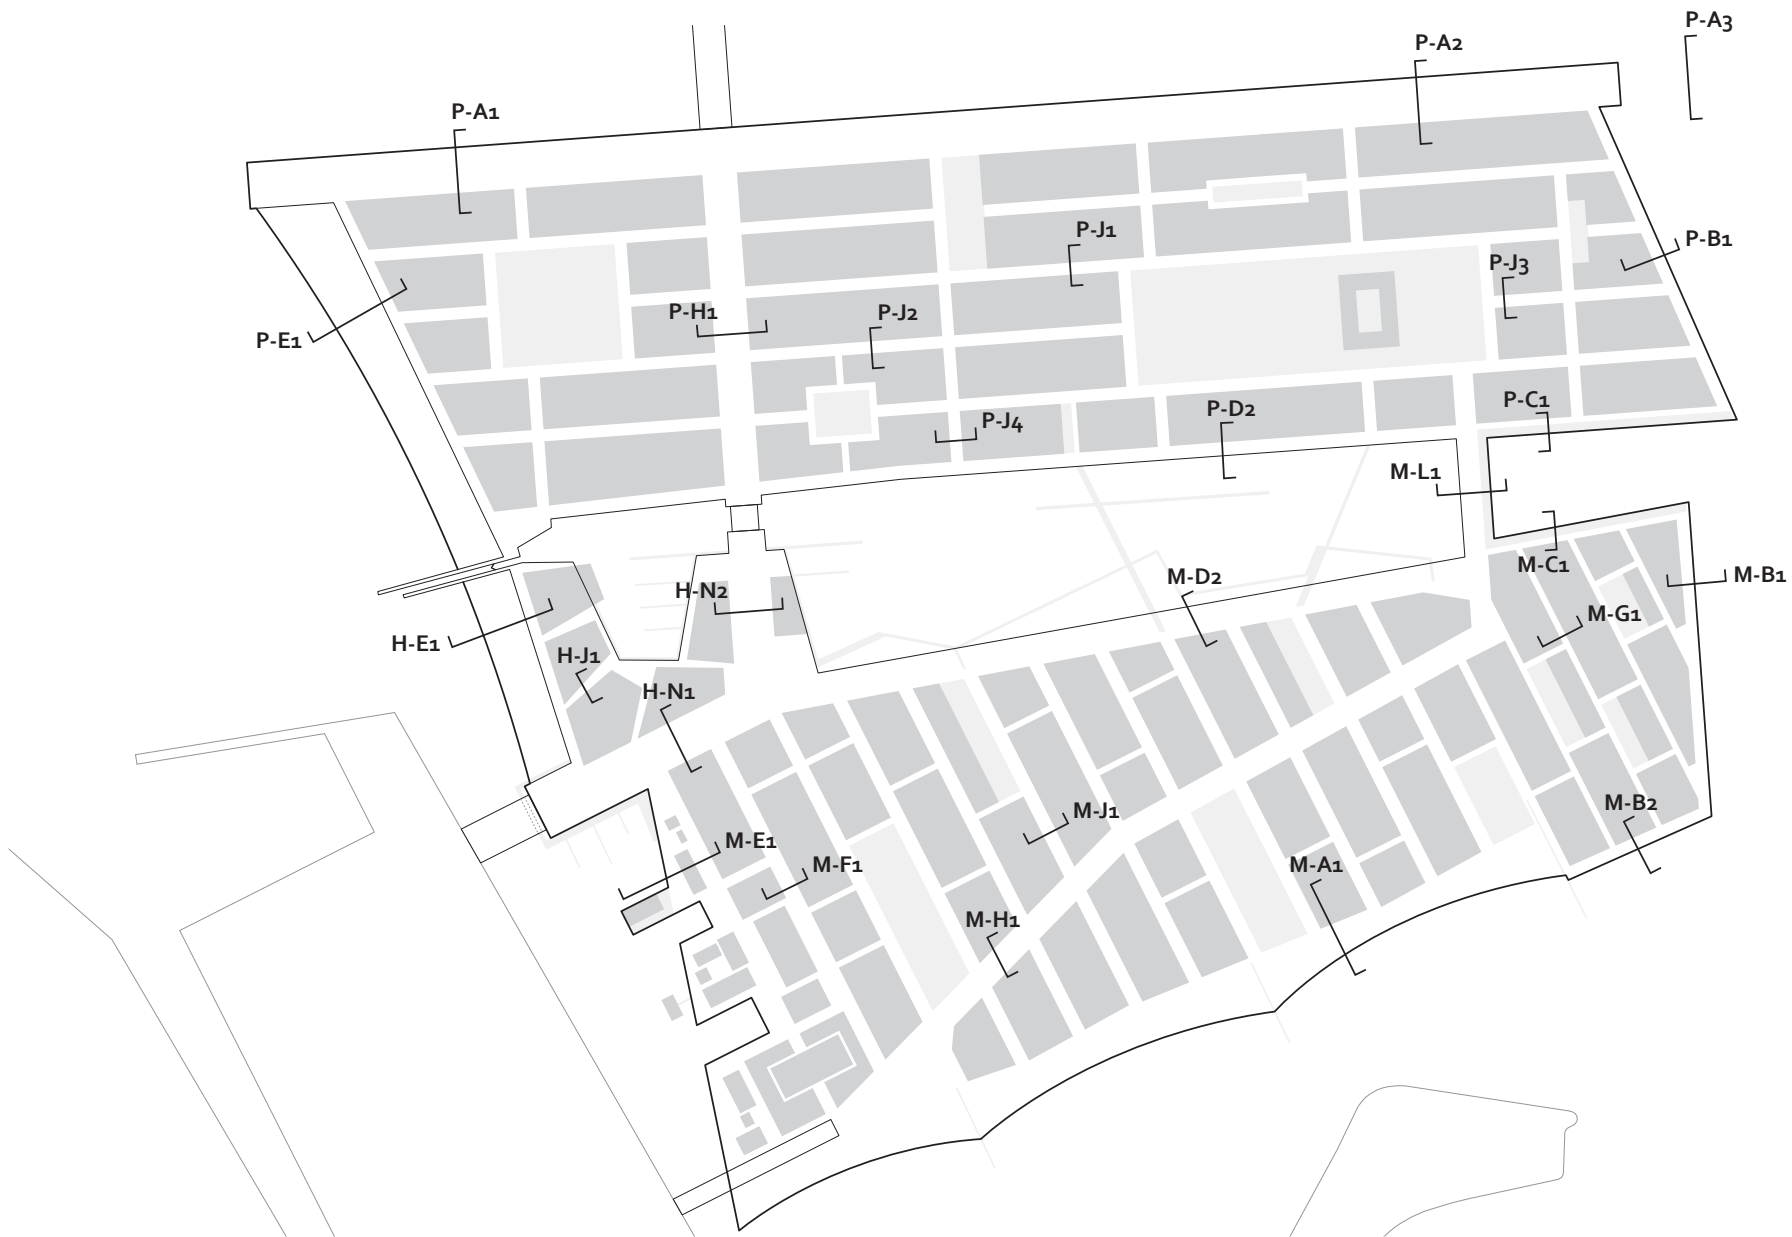 P-A3
P-A2
P-A1
P-J1
P-B1
P-J3
P-H1
P-J2
P-E1
P-C1
P-D2
P-J4
M-L1
M-C1
M-D2
M-B1
H-N2
M-G1
H-E1
H-J1
H-N1
M-B2
M-J1
M-E1
M-F1
M-A1
M-H1